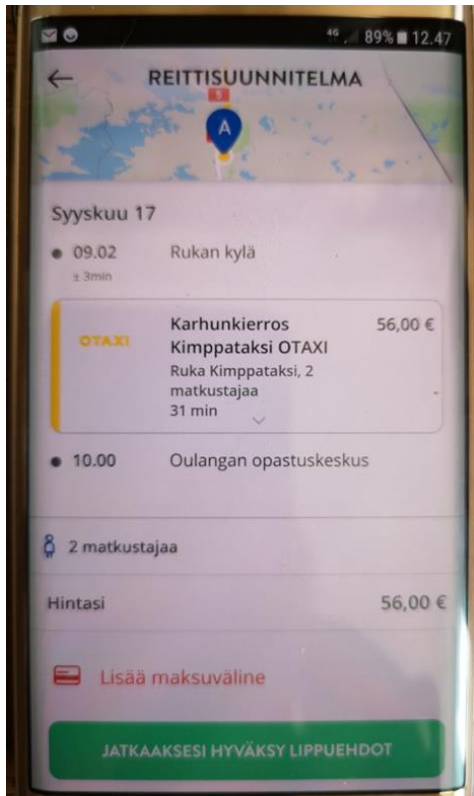 4G 89% 12.47
REITTISUUNNITELMA
5
A
Syyskuu 17
09.02 Rukan kylä
± 3min
OTAXI
Karhunkierros 56,00 €
Kimppataksi OTAXI
Ruka Kimppataksi, 2
matkustajaa
31 min
10.00 Oulangan opastuskeskus
2 matkustajaa
Hintasi 56,00 €
Lisää maksuväline
JATKAAKSESI HYVÄKSY LIPPUEHDOT